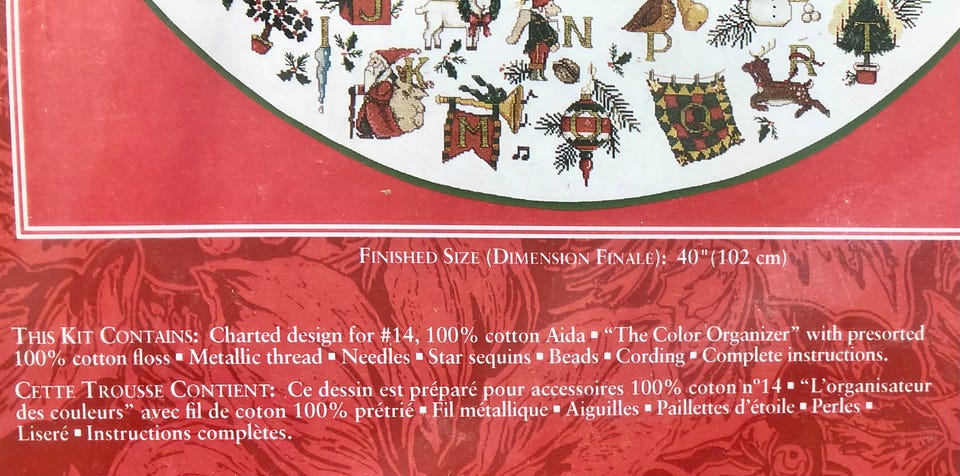 J
I
N
P
T
K
R
M
Q
FINISHED SIZE (DIMENSION FINALE): 40" (102 cm)
THIS KIT CONTAINS: Charted design for #14, 100% cotton Aida ▪ “The Color Organizer” with presorted
100% cotton floss ▪ Metallic thread ▪ Needles ▪ Star sequins ▪ Beads ▪ Cording ▪ Complete instructions.
CETTE TROUSSE CONTIENT: Ce dessin est préparé pour accessoires 100% coton nº14 ▪ “L’organisateur
des couleurs” avec fil de coton 100% prétrié ▪ Fil métallique ▪ Aiguilles ▪ Paillettes d’étoile ▪ Perles ▪
Liseré ▪ Instructions complètes.